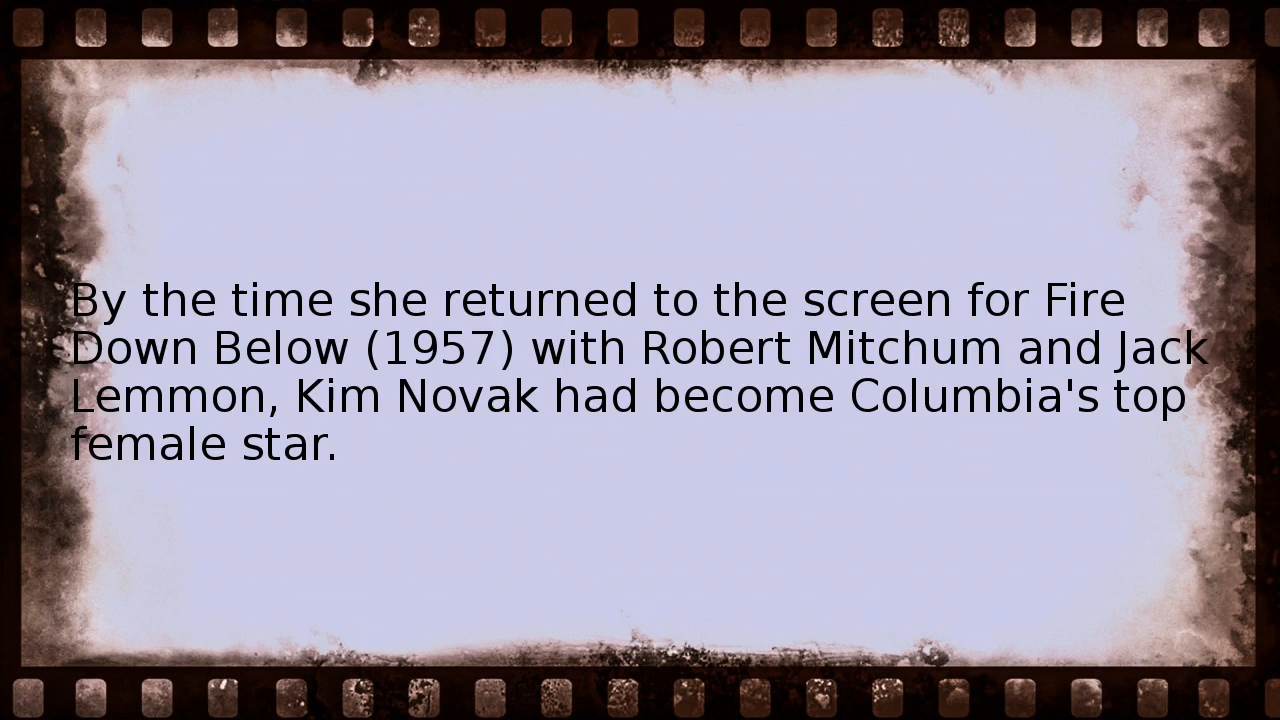 By the time she returned to the screen for Fire
Down Below (1957) with Robert Mitchum and Jack
Lemmon, Kim Novak had become Columbia's top
female star.